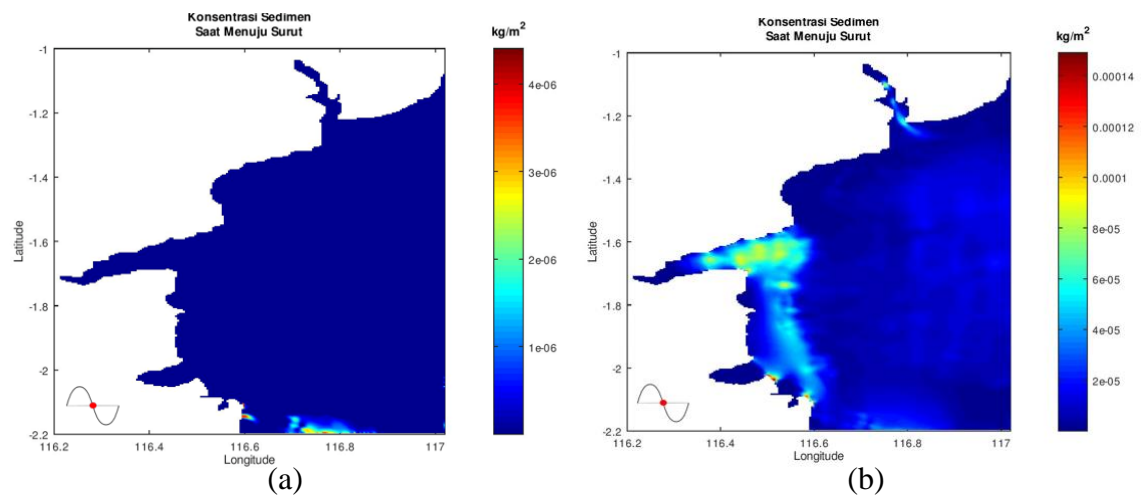 Konsentrasi Sedimen
Saat Menuju Surut
kg/m²
-1
-1.2
-1.4
-1.6
-1.8
-2
-2.2
Latitude
116.2
116.4
116.6
116.8
117
Longitude
4e-06
3e-06
2e-06
1e-06
(a)
Konsentrasi Sedimen
Saat Menuju Surut
kg/m²
-1
-1.2
-1.4
-1.6
-1.8
-2
-2.2
Latitude
116.2
116.4
116.6
116.8
117
Longitude
0.00014
0.00012
0.0001
8e-05
6e-05
4e-05
2e-05
(b)